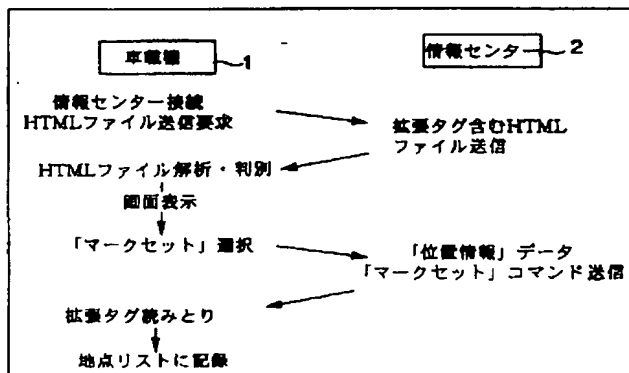 車載機 1
情報センタ 2
情報センター接続
HTMLファイル送信要求
拡張タグ含むHTML
ファイル送信
HTMLファイル解析・判別
画面表示
「マークセット」選択
「位置情報」データ
「マークセット」コマンド送信
拡張タグ読みとり
地点リストに記録